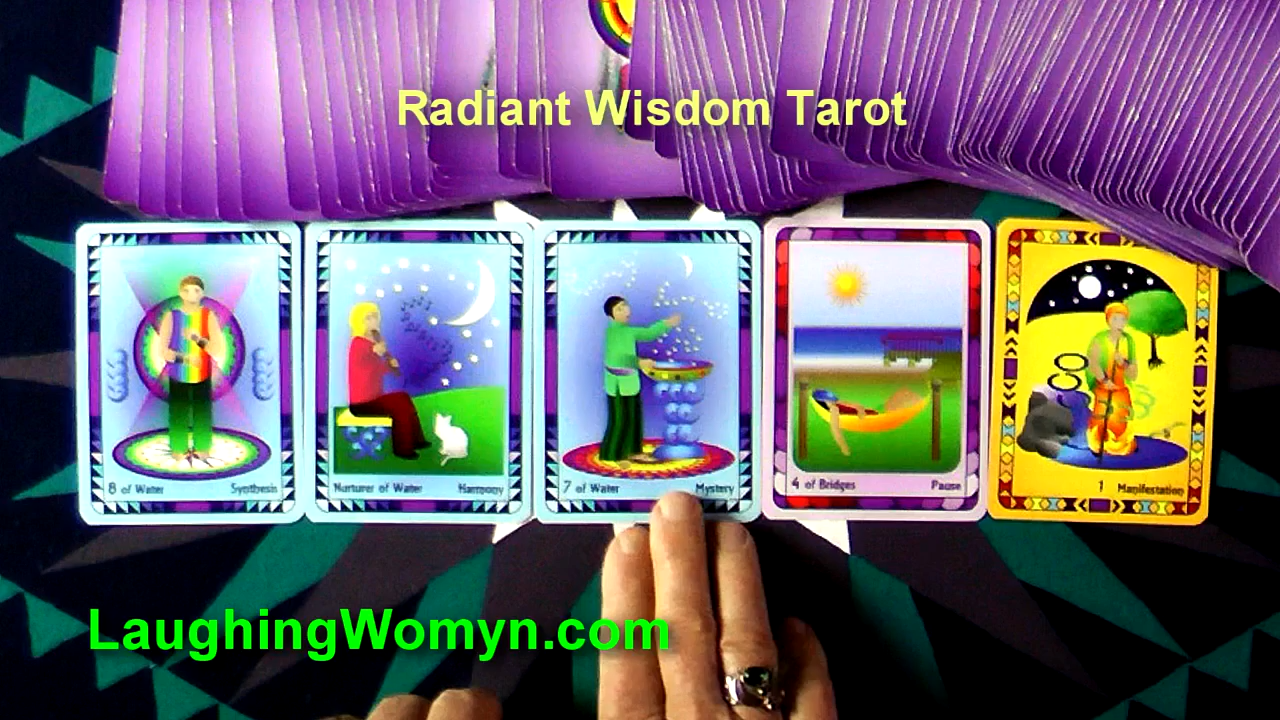 Radiant Wisdom Tarot
8 of Water Synthesis
Nurturer of Water Harmony
7 of Water Mystery
4 of Bridges Pause
1 Manifestation
LaughingWomyn.com